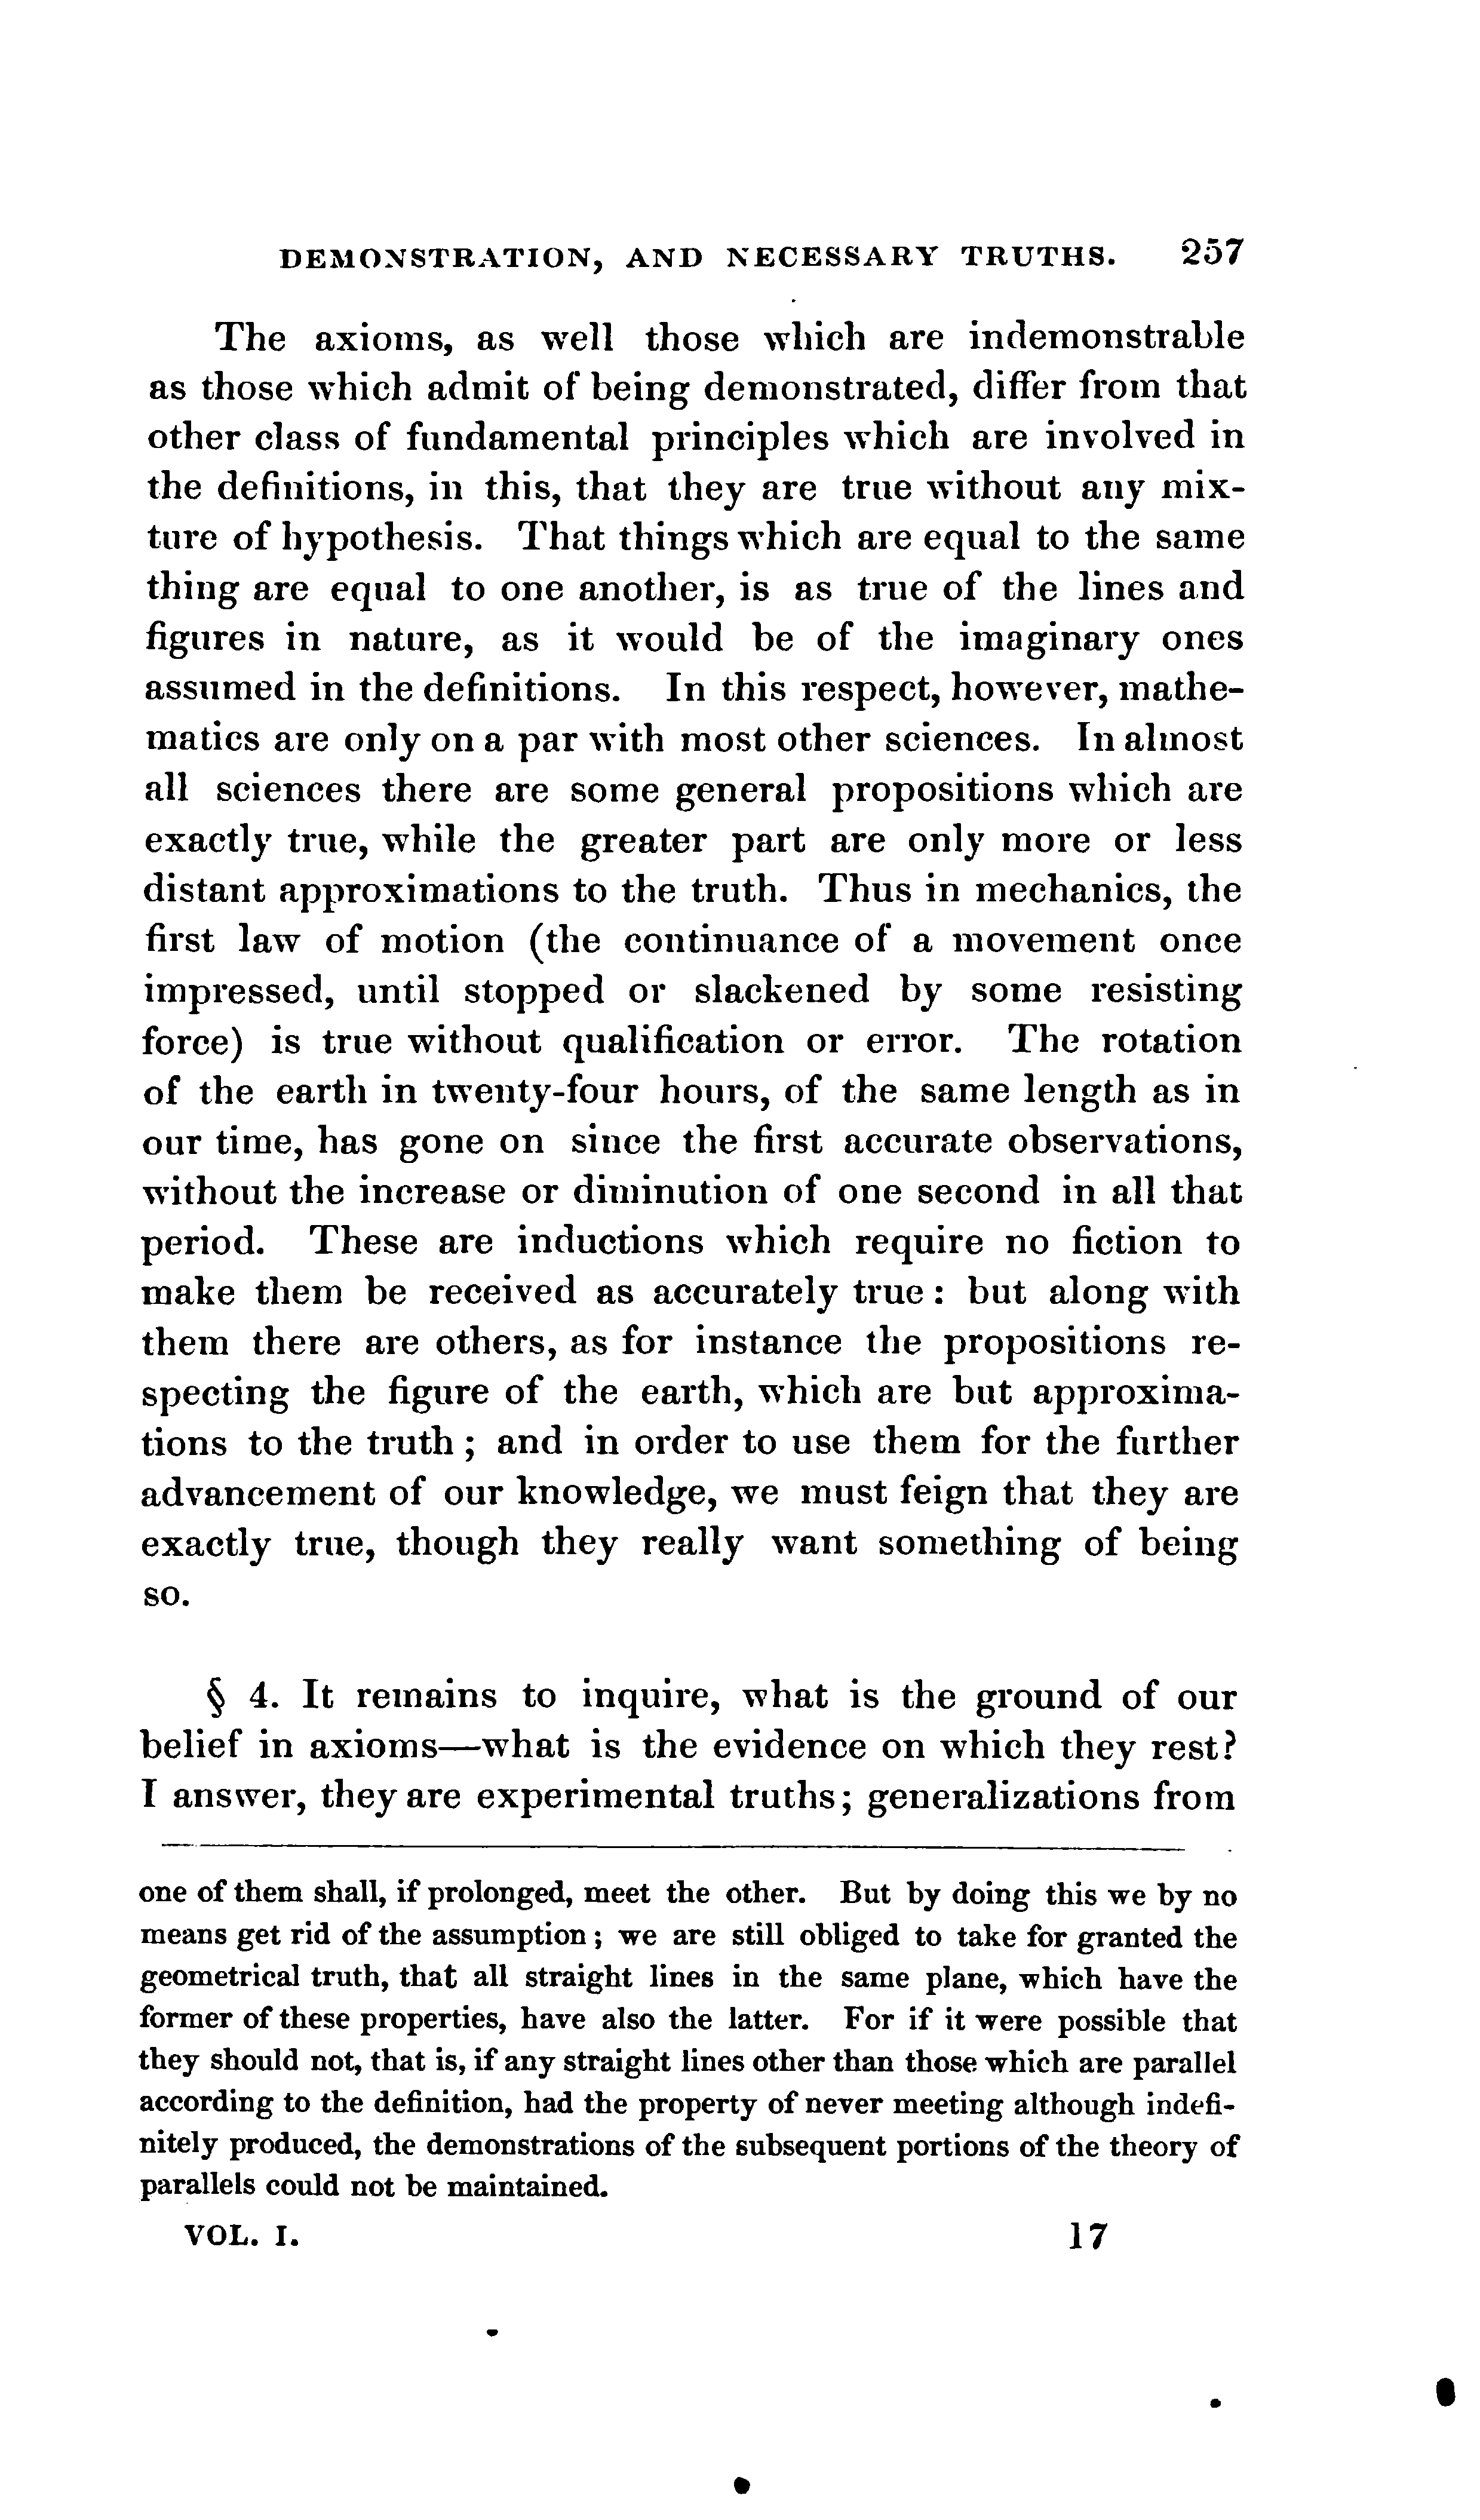 DEMONSTRATION, AND NECESSARY TRUTHS. 257
The axioms, as well those which are indemonstrable
as those which admit of being demonstrated, differ from that
other class of fundamental principles which are involved in
the definitions, in this, that they are true without any mix-
ture of hypothesis. That things which are equal to the same
thing are equal to one another, is as true of the lines and
figures in nature, as it would be of the imaginary ones
assumed in the definitions. In this respect, however, mathe-
matics are only on a par with most other sciences. In almost
all sciences there are some general propositions which are
exactly true, while the greater part are only more or less
distant approximations to the truth. Thus in mechanics, the
first law of motion (the continuance of a movement once
impressed, until stopped or slackened by some resisting
force) is true without qualification or error. The rotation
of the earth in twenty-four hours, of the same length as in
our time, has gone on since the first accurate observations,
without the increase or diminution of one second in all that
period. These are inductions which require no fiction to
make them be received as accurately true: but along with
them there are others, as for instance the propositions re-
specting the figure of the earth, which are but approxima-
tions to the truth; and in order to use them for the further
advancement of our knowledge, we must feign that they are
exactly true, though they really want something of being
so.
§ 4. It remains to inquire, what is the ground of our
belief in axioms—what is the evidence on which they rest?
I answer, they are experimental truths; generalizations from
one of them shall, if prolonged, meet the other. But by doing this we by no
means get rid of the assumption; we are still obliged to take for granted the
geometrical truth, that all straight lines in the same plane, which have the
former of these properties, have also the latter. For if it were possible that
they should not, that is, if any straight lines other than those which are parallel
according to the definition, had the property of never meeting although indefi-
nitely produced, the demonstrations of the subsequent portions of the theory of
parallels could not be maintained.
VOL. I. 17